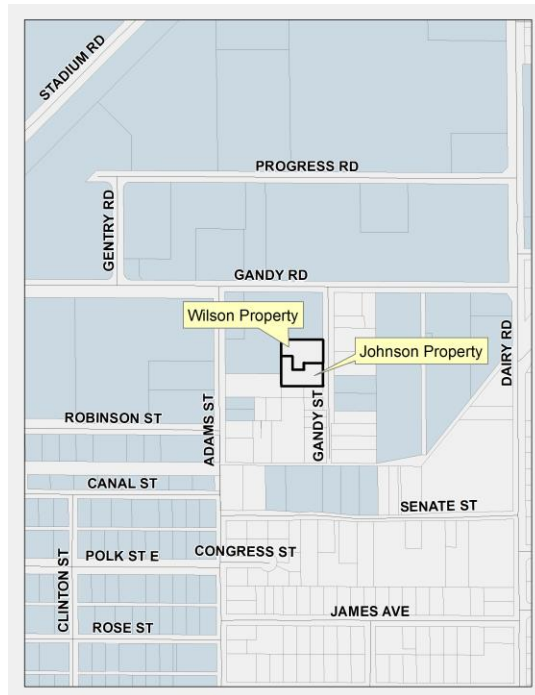 STADIUM RD
PROGRESS RD
GENTRY RD
GANDY RD
Wilson Property
Johnson Property
DAIRY RD
ROBINSON ST
ADAMS ST
GANDY ST
CANAL ST
SENATE ST
CLINTON ST
POLK ST E
CONGRESS ST
JAMES AVE
ROSE ST